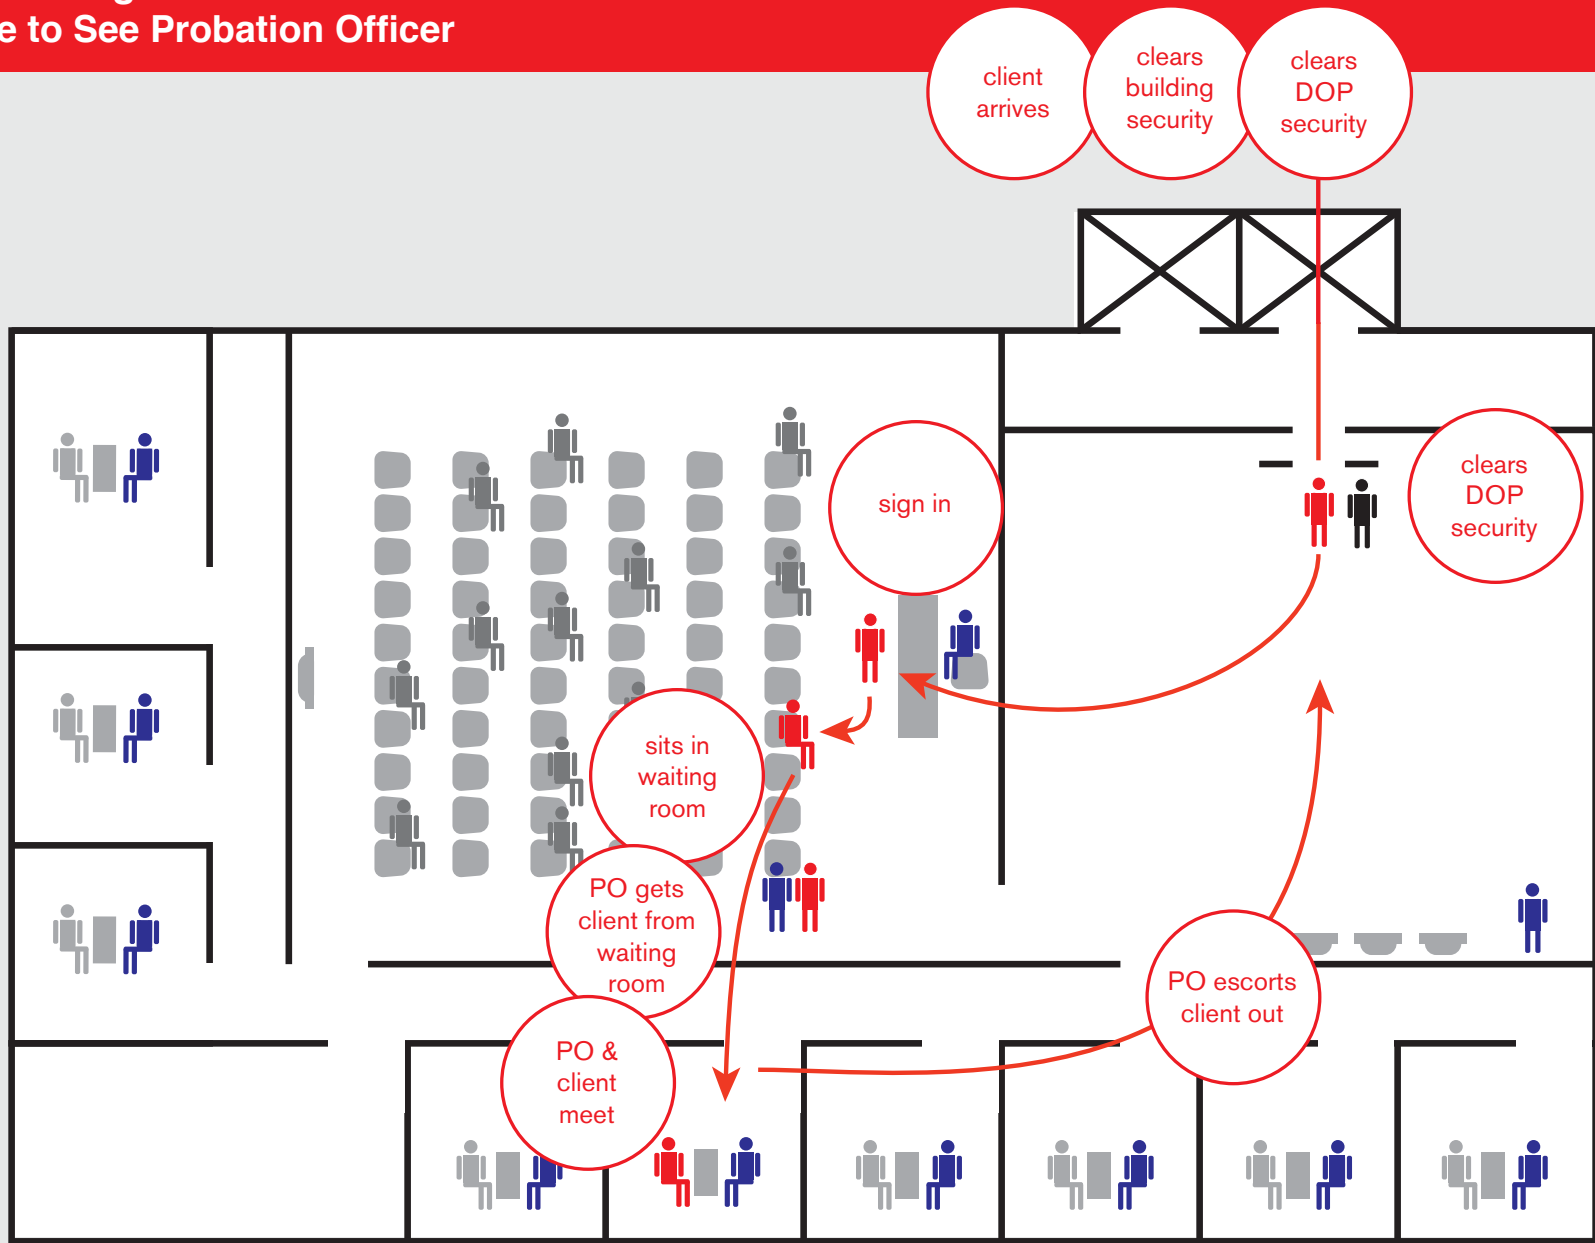 e to See Probation Officer
client
arrives
clears
building
security
clears
DOP
security
clears
DOP
security
sign in
sits in
waiting
room
PO gets
client from
waiting
room
PO &
client
meet
PO escorts
client out